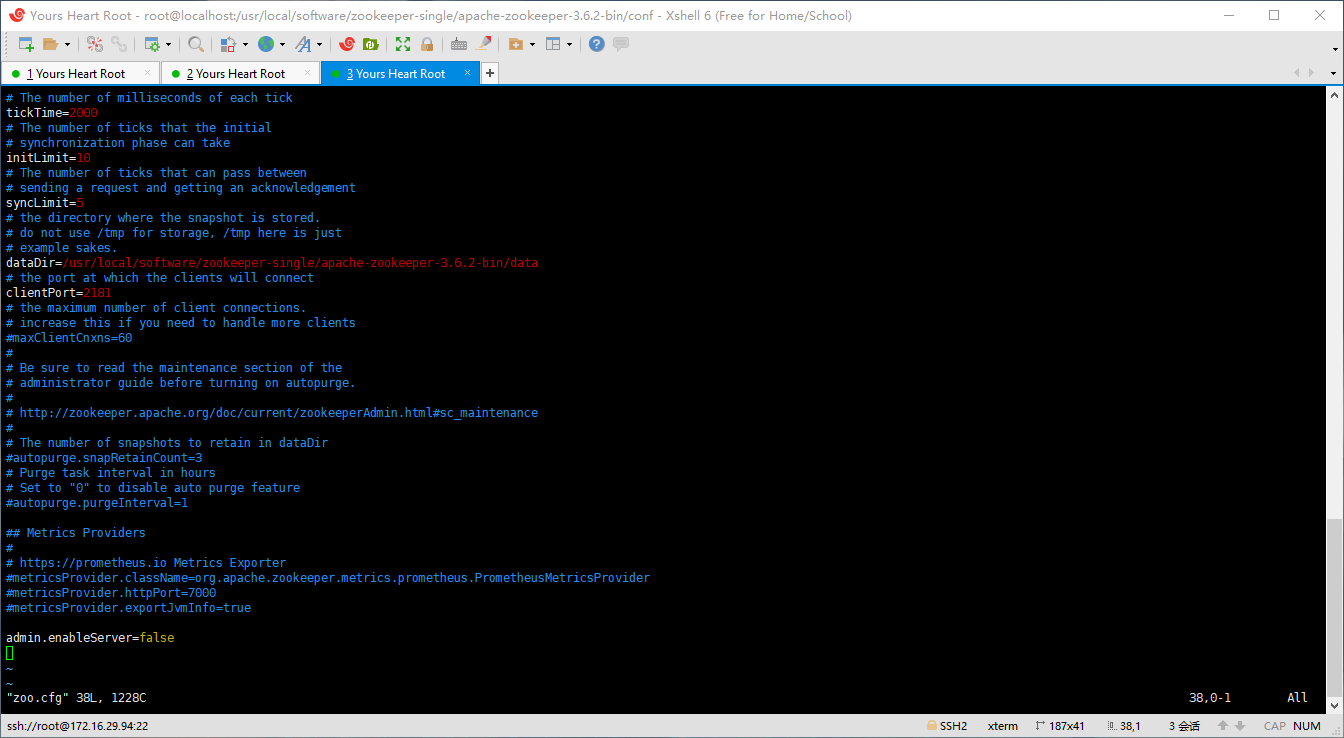 Yours Heart Root - root@localhost:/usr/local/software/zookeeper-single/apache-zookeeper-3.6.2-bin/conf - Xshell 6 (Free for Home/School)
1 Yours Heart Root × 2 Yours Heart Root × 3 Yours Heart Root × +
# The number of milliseconds of each tick
tickTime=2000
# The number of ticks that the initial
# synchronization phase can take
initLimit=10
# The number of ticks that can pass between
# sending a request and getting an acknowledgement
syncLimit=5
# the directory where the snapshot is stored.
# do not use /tmp for storage, /tmp here is just
# example sakes.
dataDir=/usr/local/software/zookeeper-single/apache-zookeeper-3.6.2-bin/data
# the port at which the clients will connect
clientPort=2181
# the maximum number of client connections.
# increase this if you need to handle more clients
#maxClientCnxns=60
#
# Be sure to read the maintenance section of the
# administrator guide before turning on autopurge.
#
# http://zookeeper.apache.org/doc/current/zookeeperAdmin.html#sc_maintenance
#
# The number of snapshots to retain in dataDir
#autopurge.snapRetainCount=3
# Purge task interval in hours
# Set to "0" to disable auto purge feature
#autopurge.purgeInterval=1
## Metrics Providers
#
# https://prometheus.io Metrics Exporter
#metricsProvider.className=org.apache.zookeeper.metrics.prometheus.PrometheusMetricsProvider
#metricsProvider.httpPort=7000
#metricsProvider.exportJvmInfo=true
admin.enableServer=false
~
~
"zoo.cfg" 38L, 1228C 38,0-1 All
ssh://root@172.16.29.94:22 SSH2 xterm 187x41 38,1 3 会话 CAP NUM